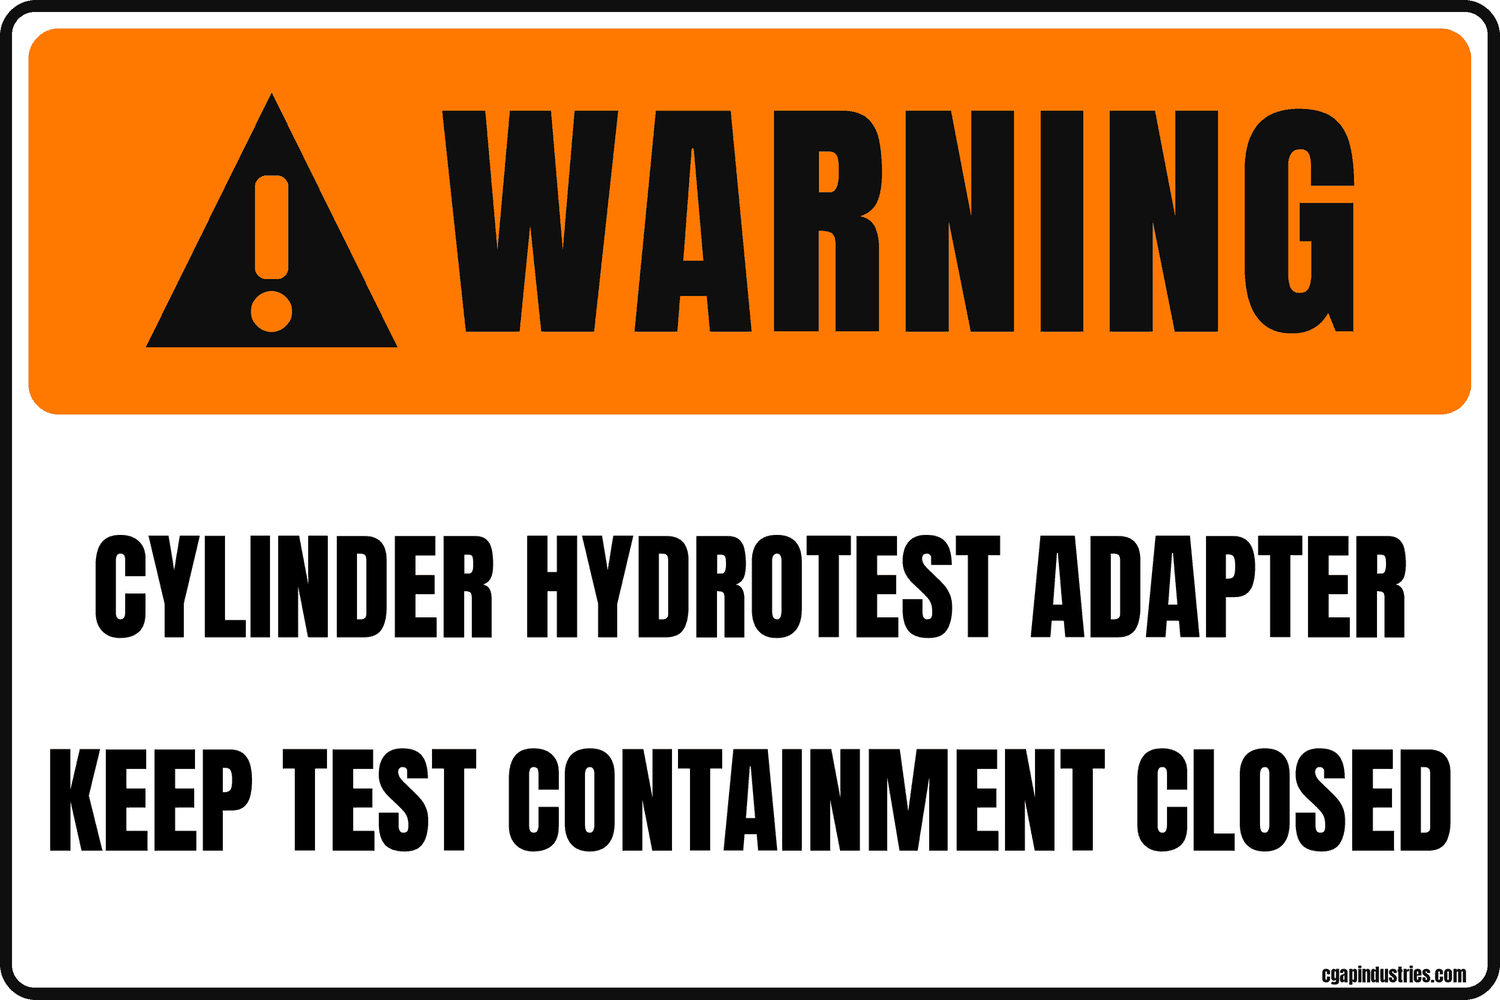 WARNING
CYLINDER HYDROTEST ADAPTER
KEEP TEST CONTAINMENT CLOSED
cgapindustries.com